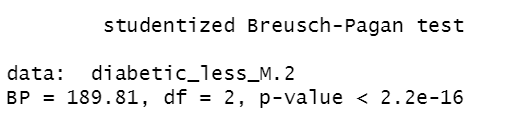 studentized Breusch-Pagan test
data: diabetic_less_M.2
BP = 189.81, df = 2, p-value < 2.2e-16